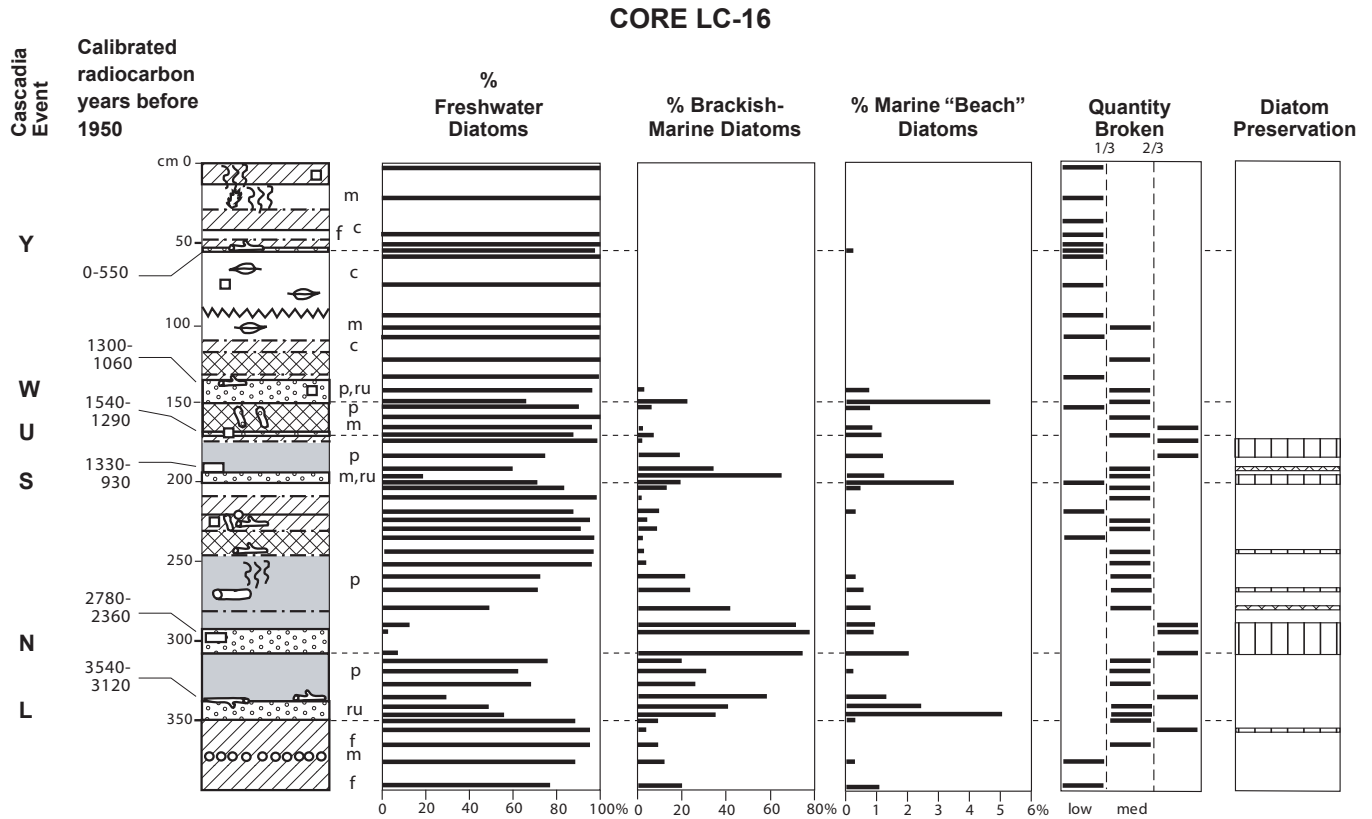 CORE LC-16
Cascadia
Event
Calibrated
radiocarbon
years before
1950
%
Freshwater
Diatoms
% Brackish-
Marine Diatoms
% Marine “Beach”
Diatoms
Quantity
Broken
1/3 2/3
Diatom
Preservation
cm 0
m
f c
50
Y
0-550
c
100
m
c
1300-
1060
W
p,ru
150
1540-
1290
p
m
U
1330-
930
p
m,ru
200
S
250
p
2780-
2360
300
N
3540-
3120
p
L
ru
350
f
m
f
0 20 40 60 80 100%
0 20 40 60 80%
0 1 2 3 4 5 6%
low med